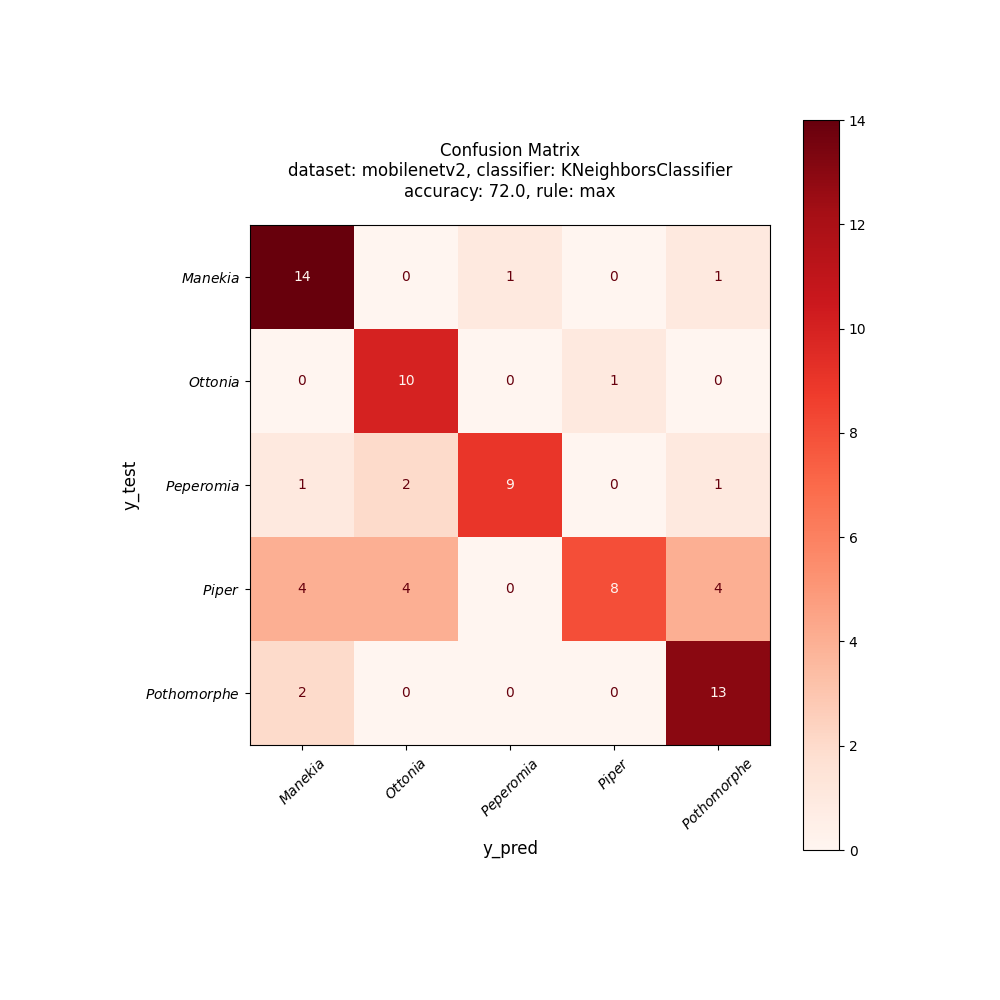 Confusion Matrix
dataset: mobilenetv2, classifier: KNeighborsClassifier
accuracy: 72.0, rule: max
Manekia 14 0 1 0 1
Ottonia 0 10 0 1 0
Peperomia 1 2 9 0 1
Piper 4 4 0 8 4
Pothomorphe 2 0 0 0 13
y_test
Manekia Ottonia Peperomia Piper Pothomorphe
y_pred
14
12
10
8
6
4
2
0